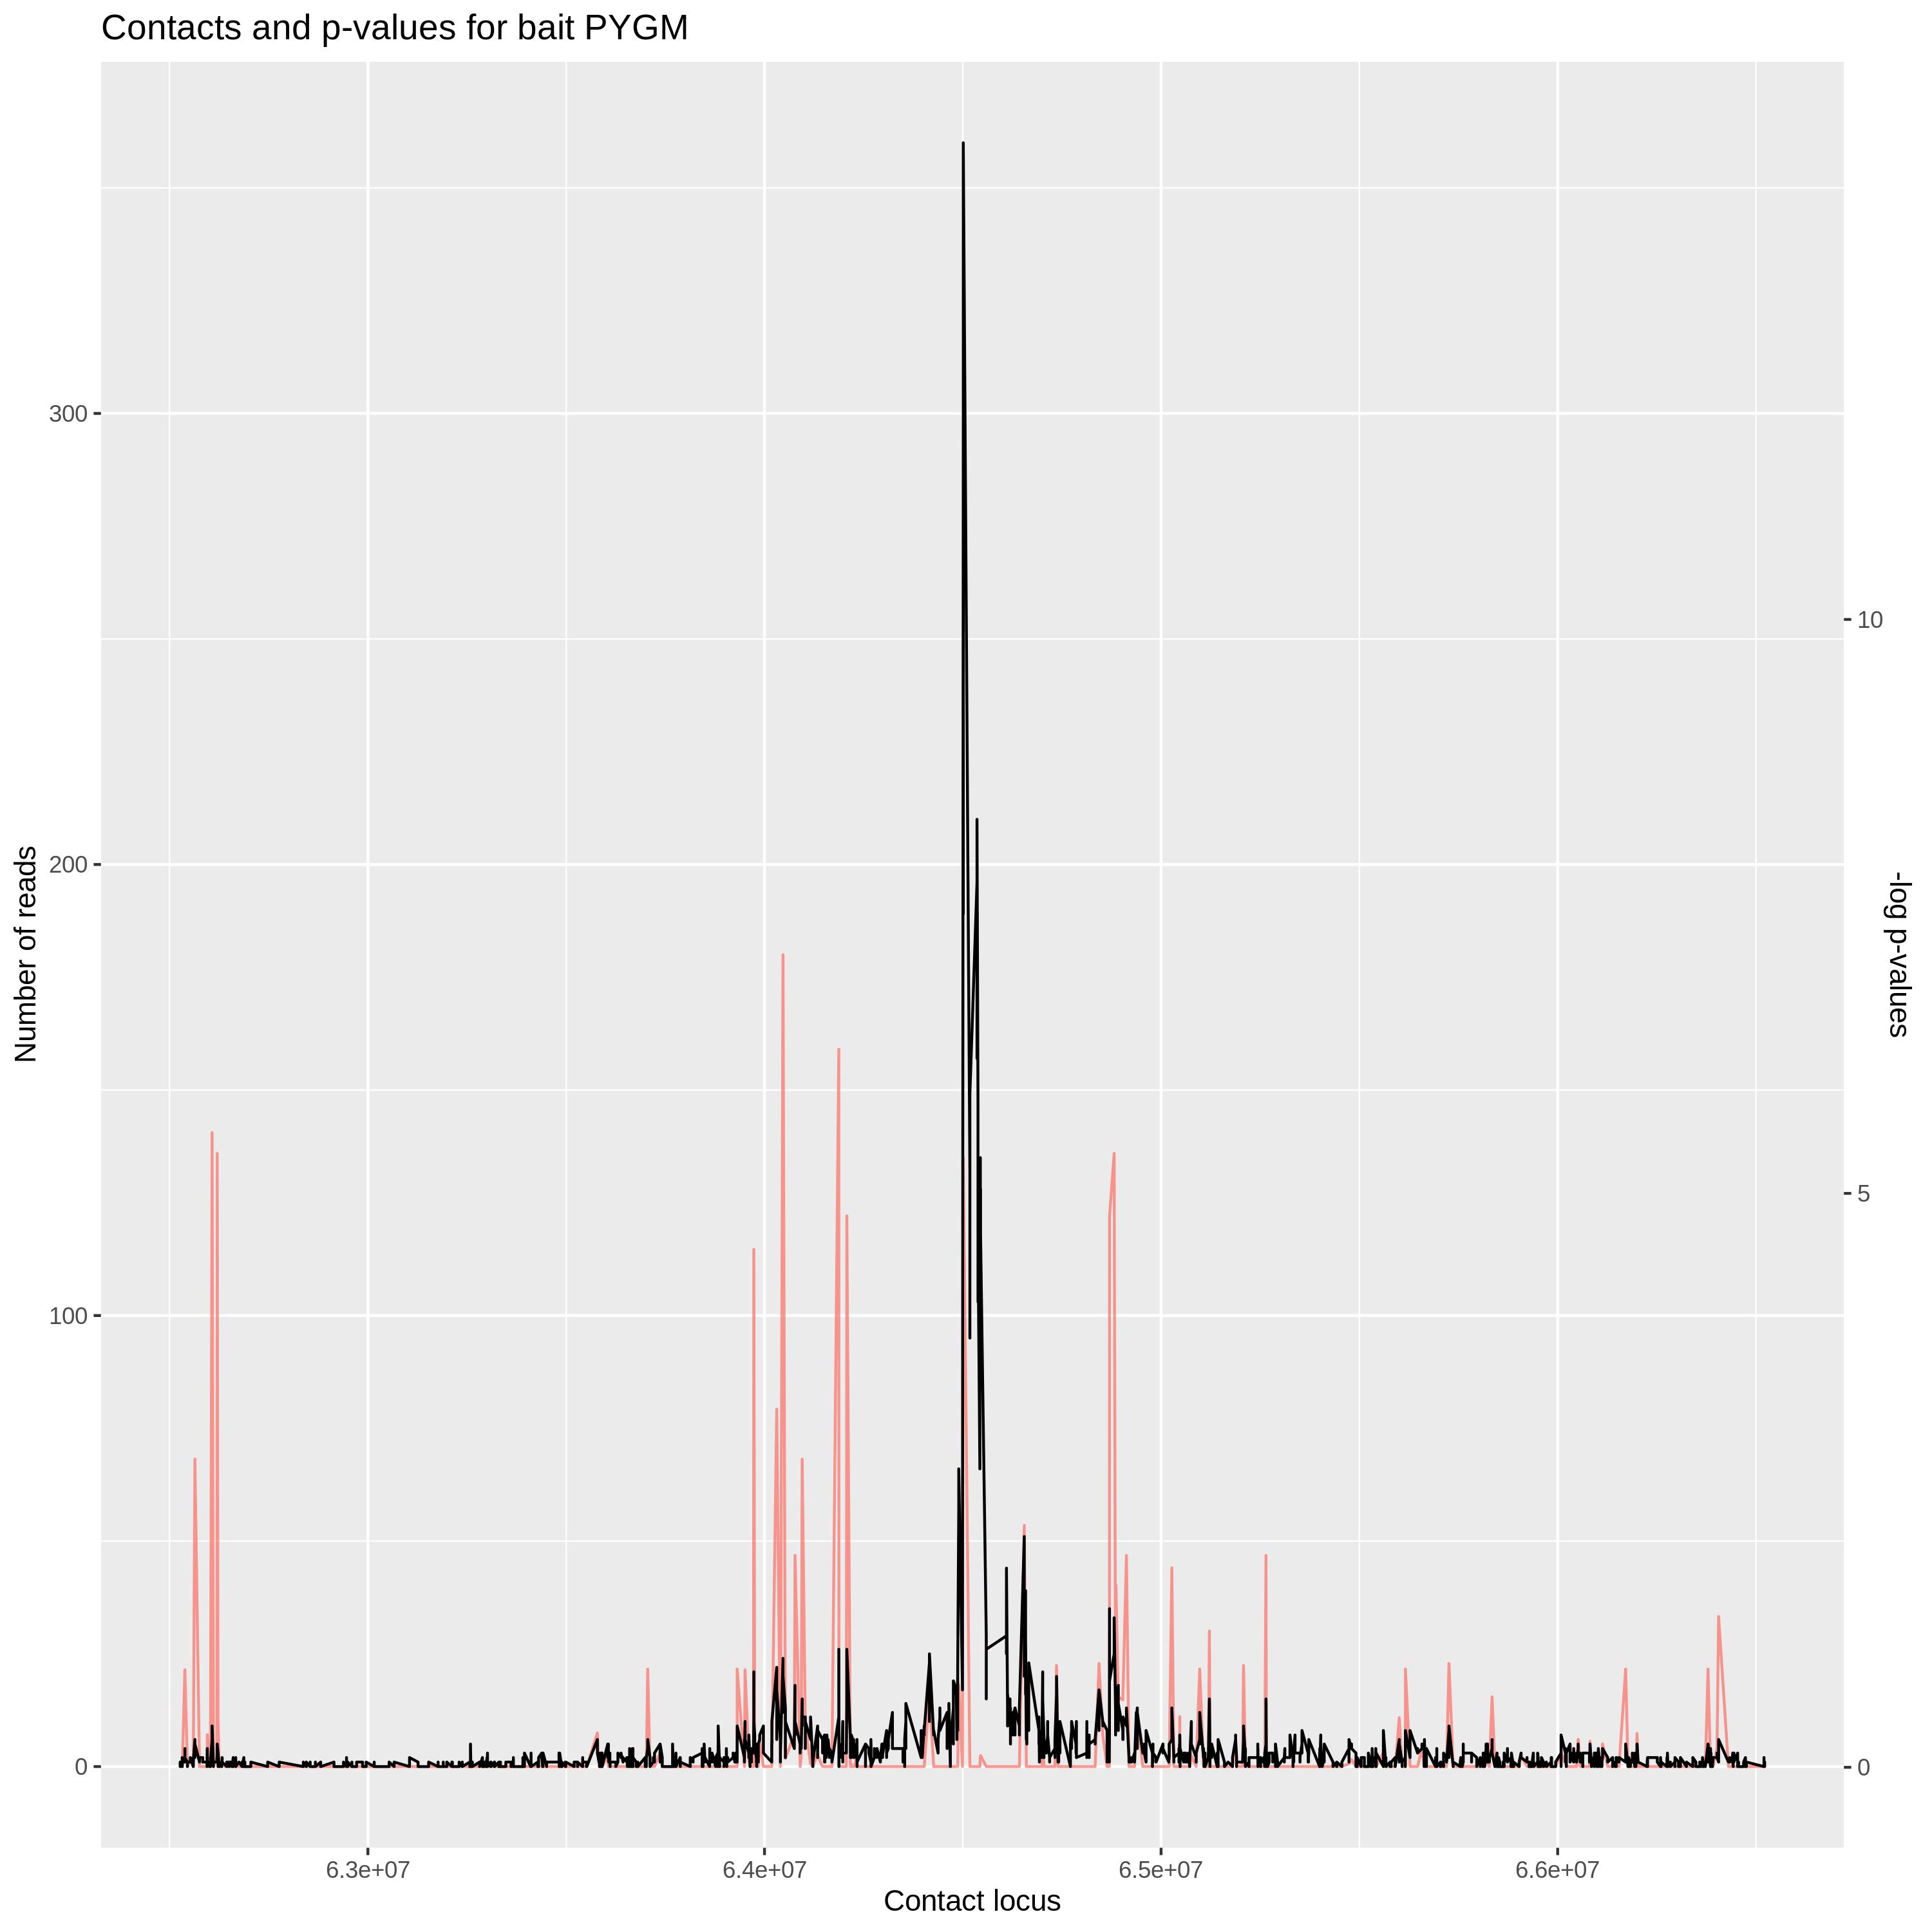 Contacts and p-values for bait PYGM
Number of reads
300
200
100
0
10
5
0
-log p-values
6.3e+07
6.4e+07
6.5e+07
6.6e+07
Contact locus